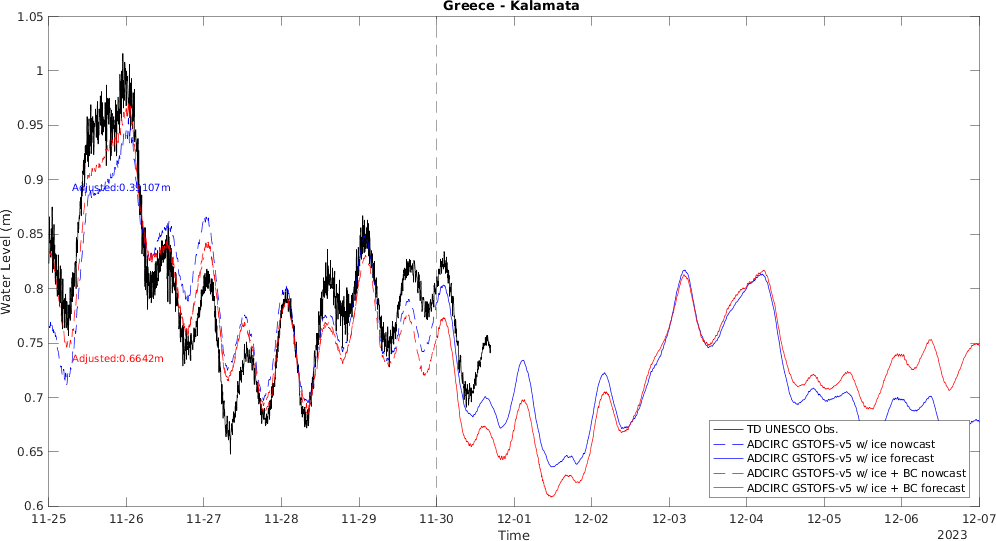 Greece - Kalamata
1.05
1
0.95
0.9
0.85
0.8
0.75
0.7
0.65
0.6
Water Level (m)
Adjusted:0.39107m
Adjusted:0.6642m
TD UNESCO Obs.
ADCIRC GSTOFS-v5 w/ ice nowcast
ADCIRC GSTOFS-v5 w/ ice forecast
ADCIRC GSTOFS-v5 w/ ice + BC nowcast
ADCIRC GSTOFS-v5 w/ ice + BC forecast
11-25 11-26 11-27 11-28 11-29 11-30 12-01 12-02 12-03 12-04 12-05 12-06 12-07
Time
2023